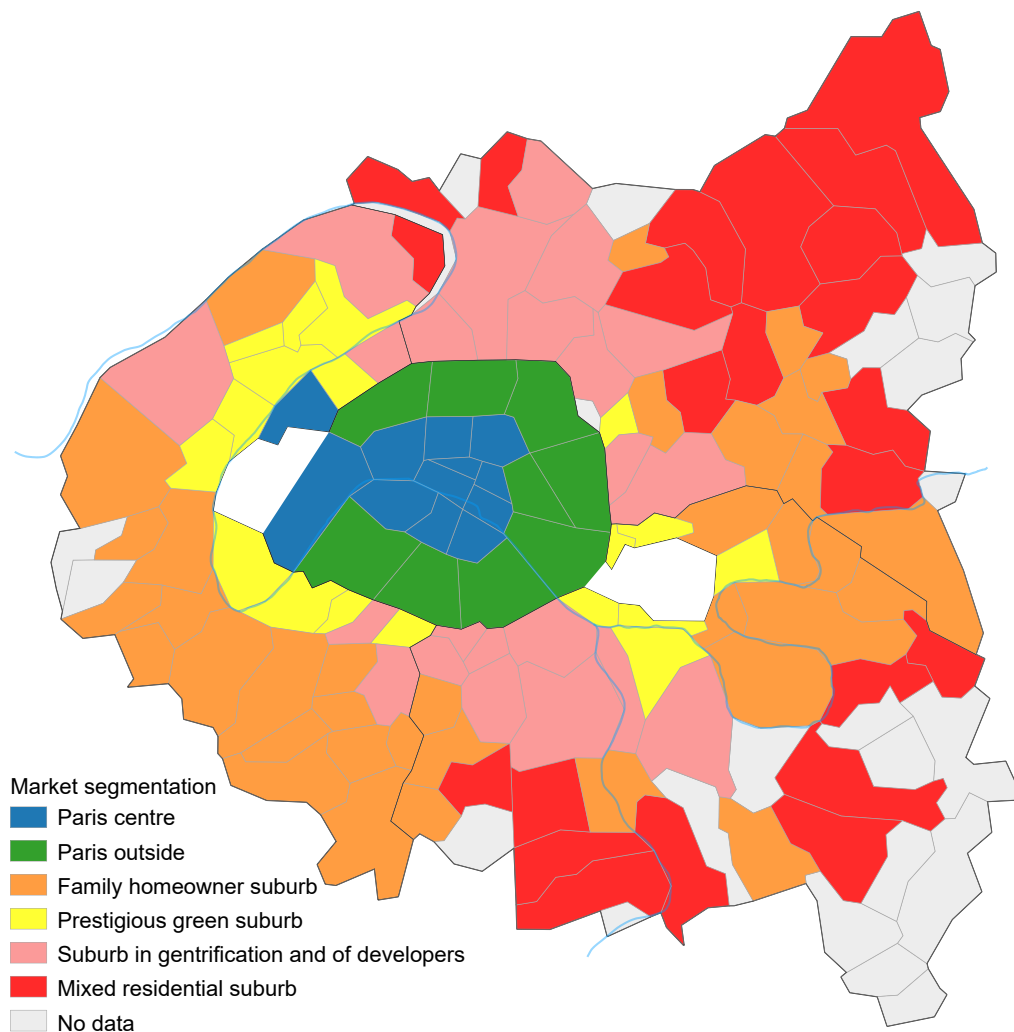 Market segmentation
Paris centre
Paris outside
Family homeowner suburb
Prestigious green suburb
Suburb in gentrification and of developers
Mixed residential suburb
No data